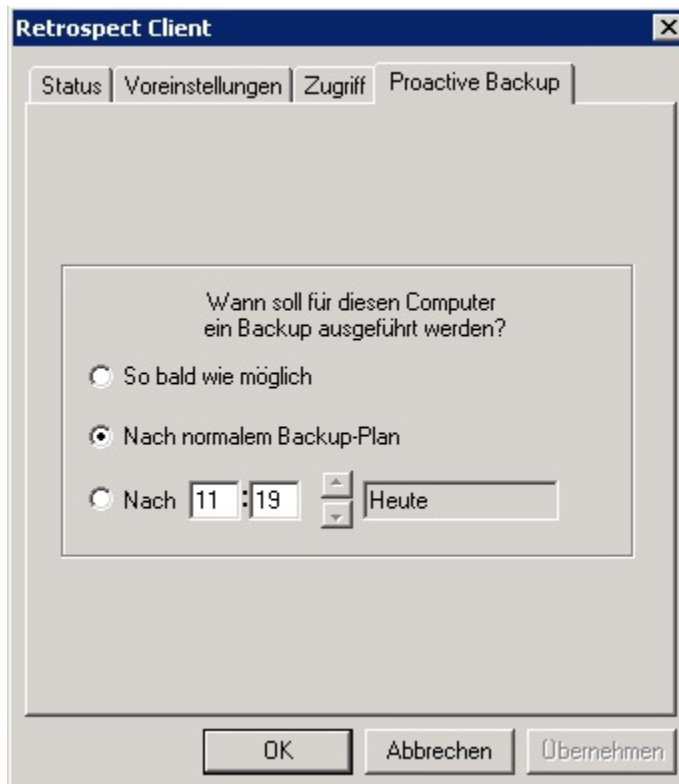 Retrospect Client
Status Voreinstellungen Zugriff Proactive Backup
Wann soll für diesen Computer
ein Backup ausgeführt werden?
So bald wie möglich
Nach normalem Backup-Plan
Nach 11:19 Heute
OK Abbrechen Übernehmen